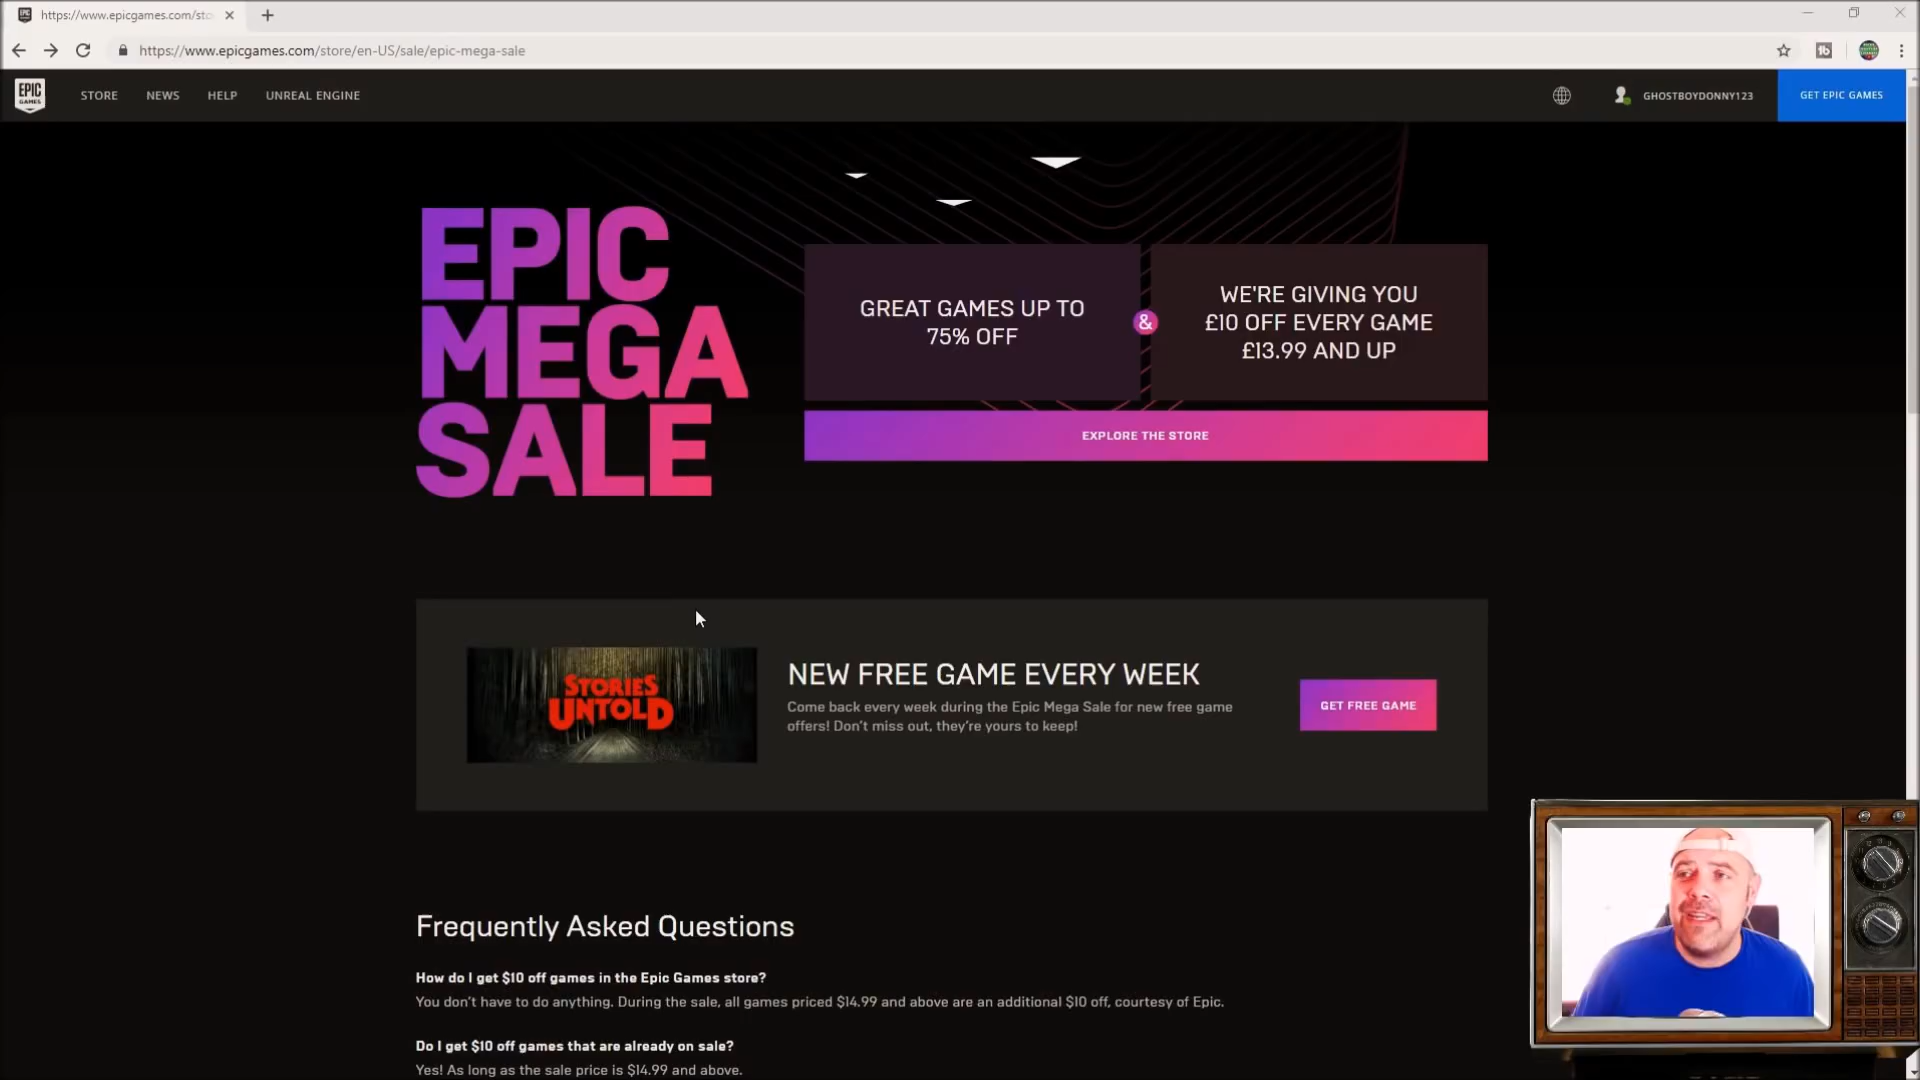 https://www.epicgames.com/sto
https://www.epicgames.com/store/en-US/sale/epic-mega-sale
EPIC
GAMES
STORE
NEWS
HELP
UNREAL ENGINE
GHOSTBOYDONNY123
GET EPIC GAMES
EPIC
MEGA
SALE
GREAT GAMES UP TO
75% OFF
&
WE'RE GIVING YOU
£10 OFF EVERY GAME
£13.99 AND UP
EXPLORE THE STORE
STORIES
UNTOLD
NEW FREE GAME EVERY WEEK
Come back every week during the Epic Mega Sale for new free game
offers! Don't miss out, they're yours to keep!
GET FREE GAME
Frequently Asked Questions
How do I get $10 off games in the Epic Games store?
You don't have to do anything. During the sale, all games priced $14.99 and above are an additional $10 off, courtesy of Epic.
Do I get $10 off games that are already on sale?
Yes! As long as the sale price is $14.99 and above.